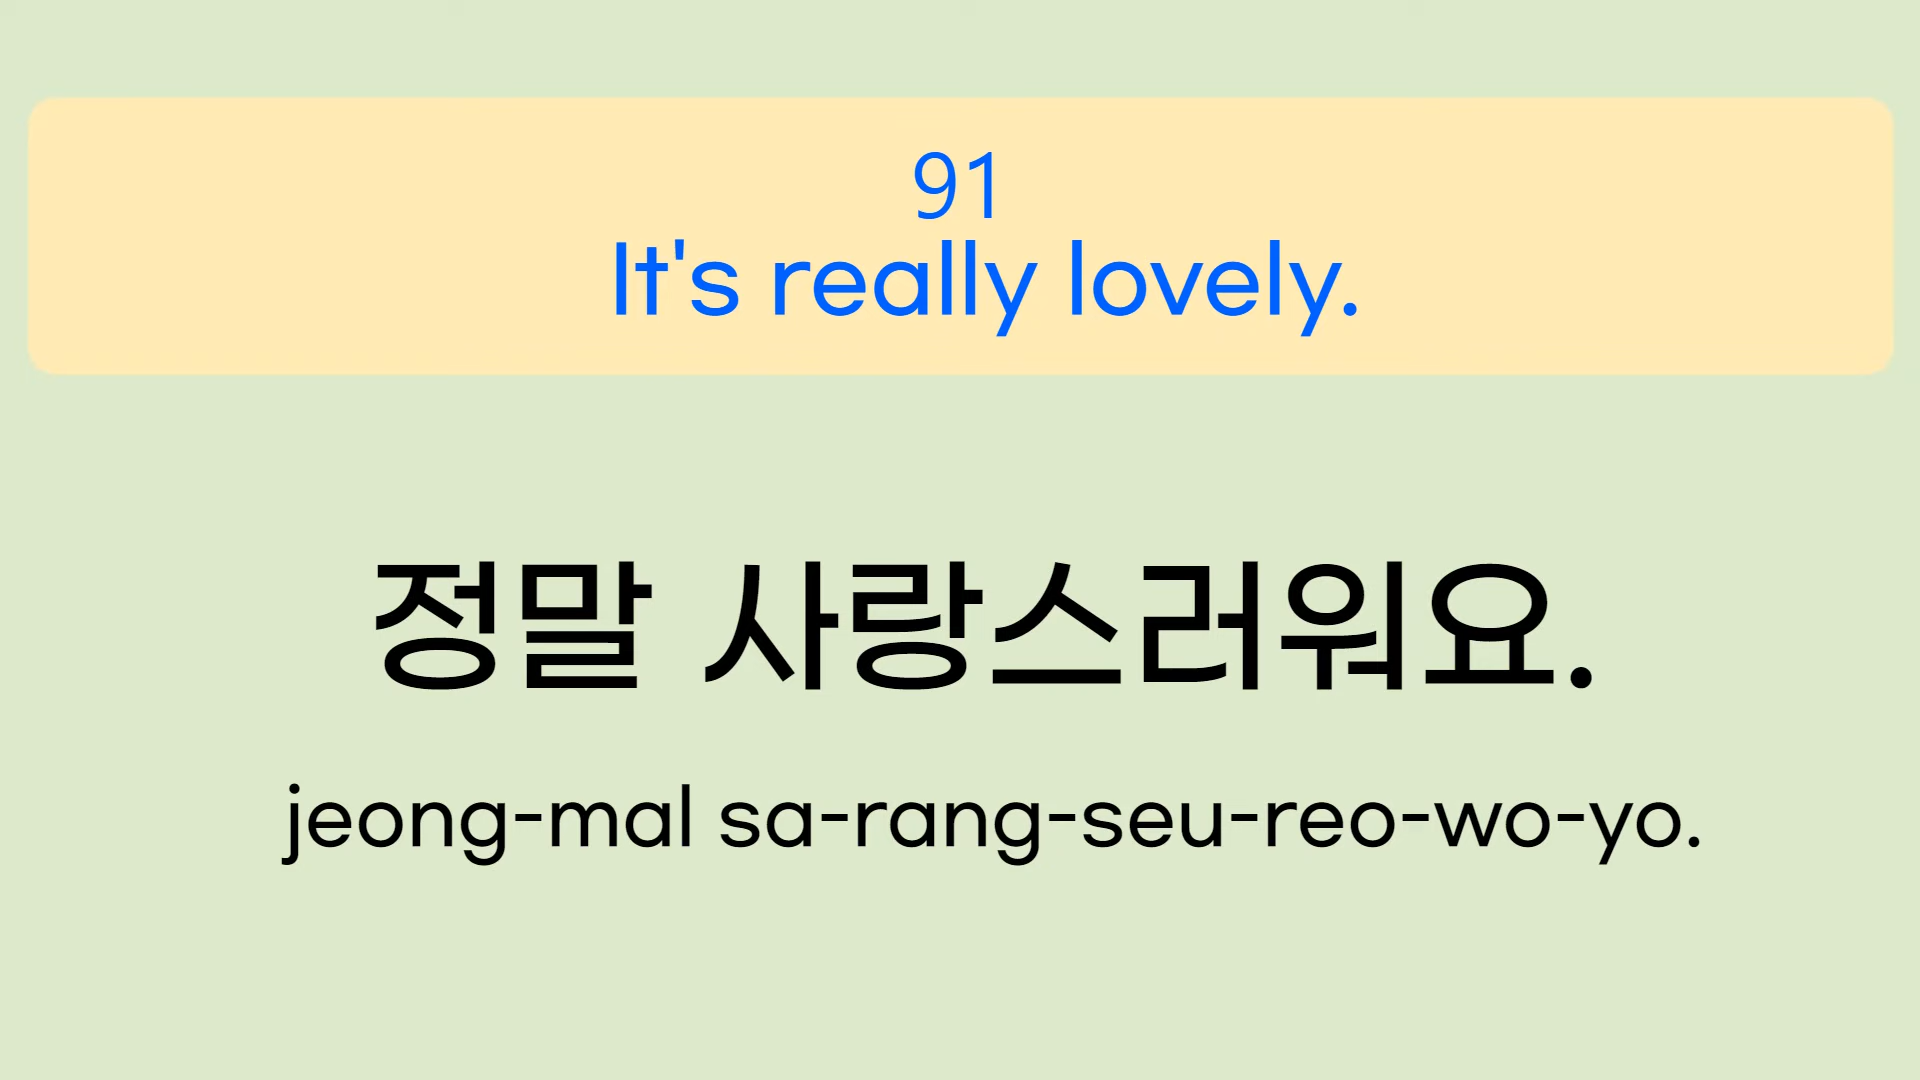 91
It's really lovely.
정말 사랑스러워요.
jeong-mal sa-rang-seu-reo-wo-yo.